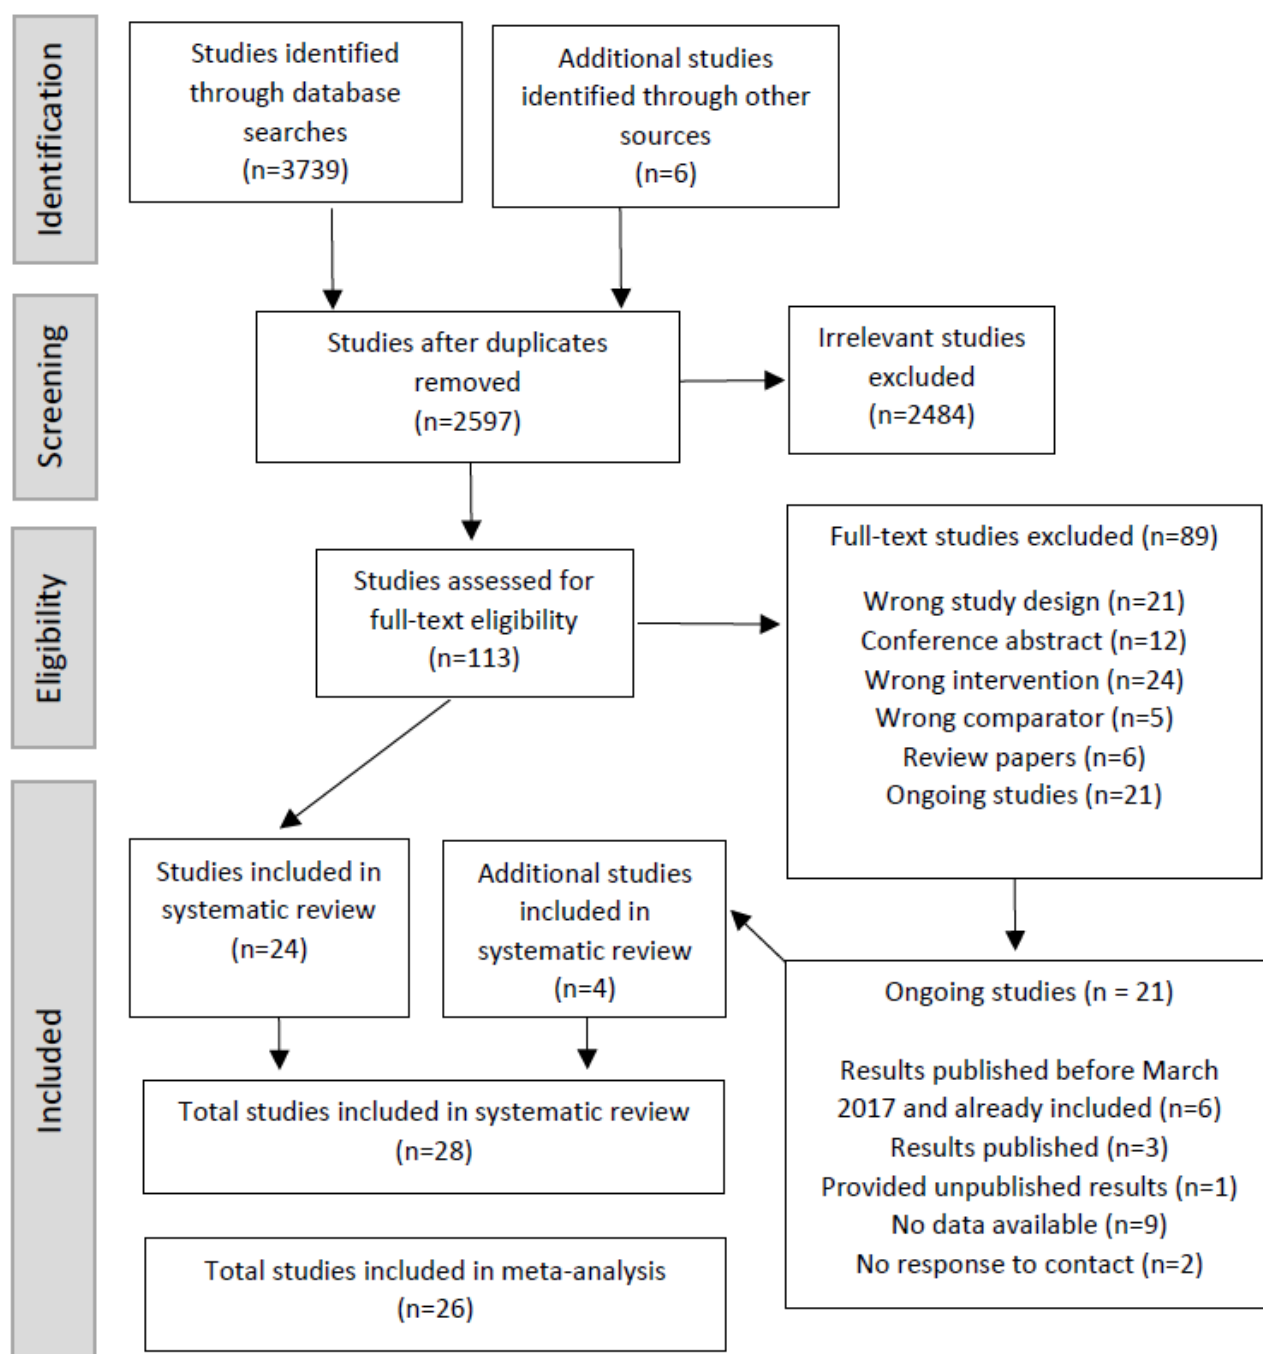 Identification
Studies identified
through database
searches
(n=3739)
Additional studies
identified through other
sources
(n=6)
Screening
Studies after duplicates
removed
(n=2597)
Irrelevant studies
excluded
(n=2484)
Eligibility
Studies assessed for
full-text eligibility
(n=113)
Full-text studies excluded (n=89)
Wrong study design (n=21)
Conference abstract (n=12)
Wrong intervention (n=24)
Wrong comparator (n=5)
Review papers (n=6)
Ongoing studies (n=21)
Included
Studies included in
systematic review
(n=24)
Additional studies
included in
systematic review
(n=4)
Ongoing studies (n = 21)
Results published before March
2017 and already included (n=6)
Results published (n=3)
Provided unpublished results (n=1)
No data available (n=9)
No response to contact (n=2)
Total studies included in systematic review
(n=28)
Total studies included in meta-analysis
(n=26)